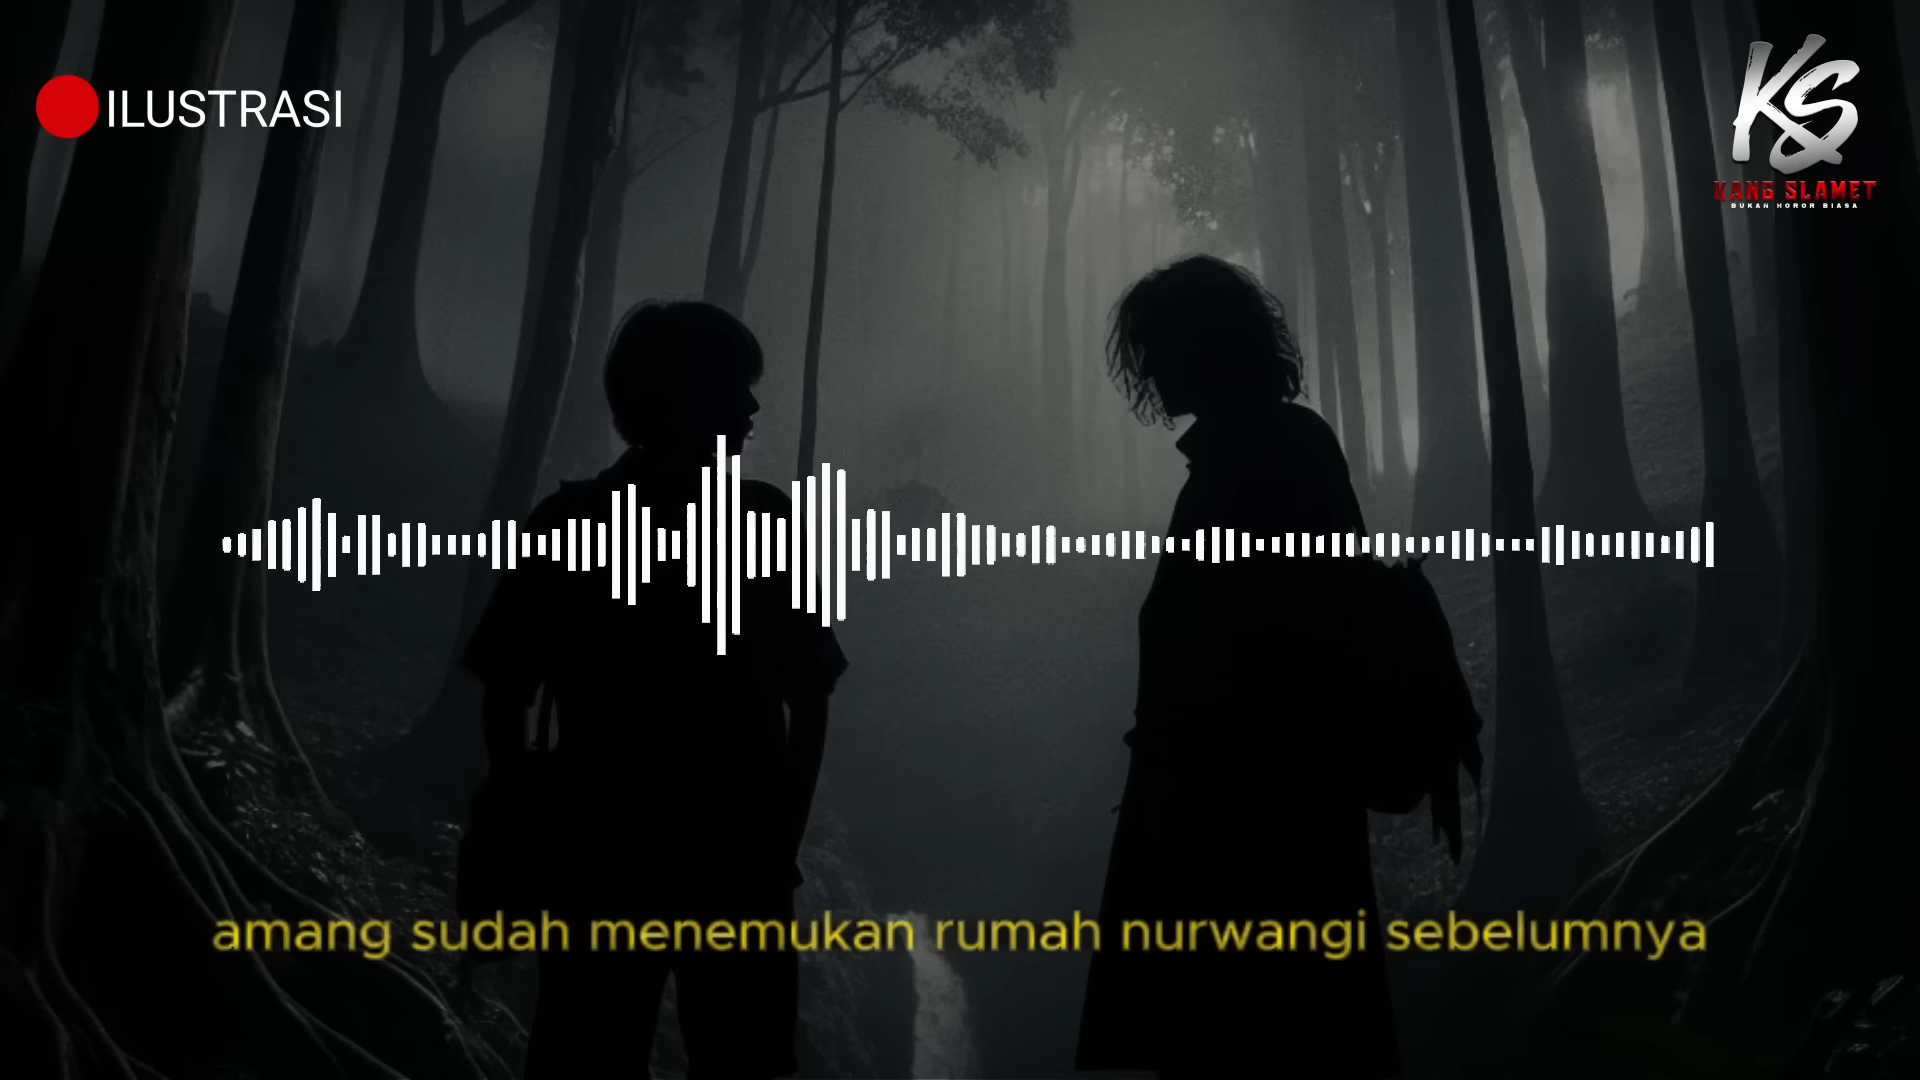 ILUSTRASI
KS
KANG SLAMET
BUKAN HOROR BIASA
amang sudah menemukan rumah nurwangi sebelumnya